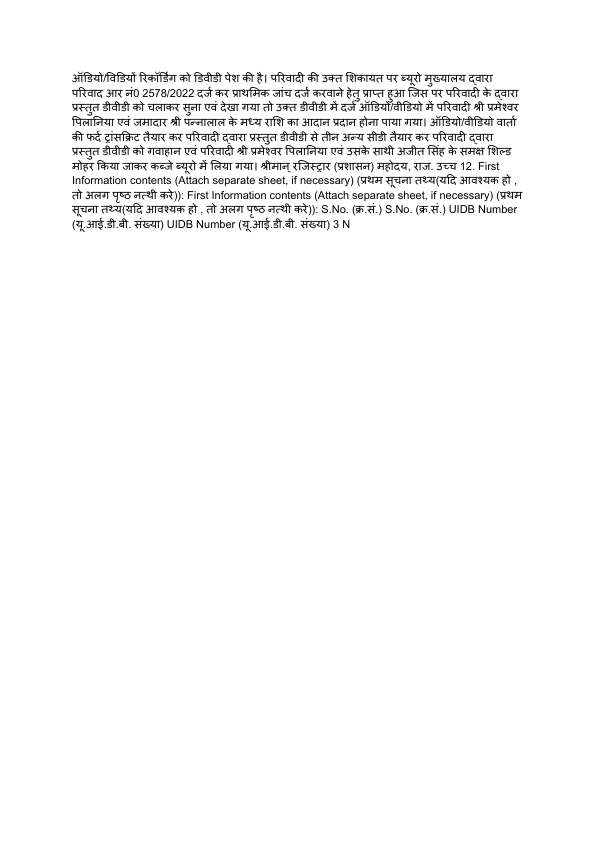 ऑडियो/विडियों रिकॉर्डिंग को डिवीडी पेश की है। परिवादी की उक्त शिकायत पर ब्यूरो मुख्यालय द्वारा
परिवाद आर नं0 2578/2022 दर्ज कर प्राथमिक जांच दर्ज करवाने हेतु प्राप्त हुआ जिस पर परिवादी के द्वारा
प्रस्तुत डीवीडी को चलाकर सुना एवं देखा गया तो उक्त डीवीडी में दर्ज ऑडियो/वीडियो में परिवादी श्री प्रमेश्वर
पिलानिया एवं जमादार श्री पन्नालाल के मध्य राशि का आदान प्रदान होना पाया गया। ऑडियो/वीडियो वार्ता
की फर्द ट्रांसक्रिट तैयार कर परिवादी द्वारा प्रस्तुत डीवीडी से तीन अन्य सीडी तैयार कर परिवादी द्वारा
प्रस्तुत डीवीडी को गवाहान एवं परिवादी श्री प्रमेश्वर पिलानिया एवं उसके साथी अजीत सिंह के समक्ष शिल्ड
मोहर किया जाकर कब्जे ब्यूरो में लिया गया। श्रीमान् रजिस्ट्रार (प्रशासन) महोदय, राज. उच्च 12. First
Information contents (Attach separate sheet, if necessary) (प्रथम सूचना तथ्य(यदि आवश्यक हो ,
तो अलग पृष्ठ नत्थी करे)): First Information contents (Attach separate sheet, if necessary) (प्रथम
सूचना तथ्य(यदि आवश्यक हो , तो अलग पृष्ठ नत्थी करे)): S.No. (क्र.सं.) S.No. (क्र.सं.) UIDB Number
(यू.आई.डी.बी. संख्या) UIDB Number (यू.आई.डी.बी. संख्या) 3 N